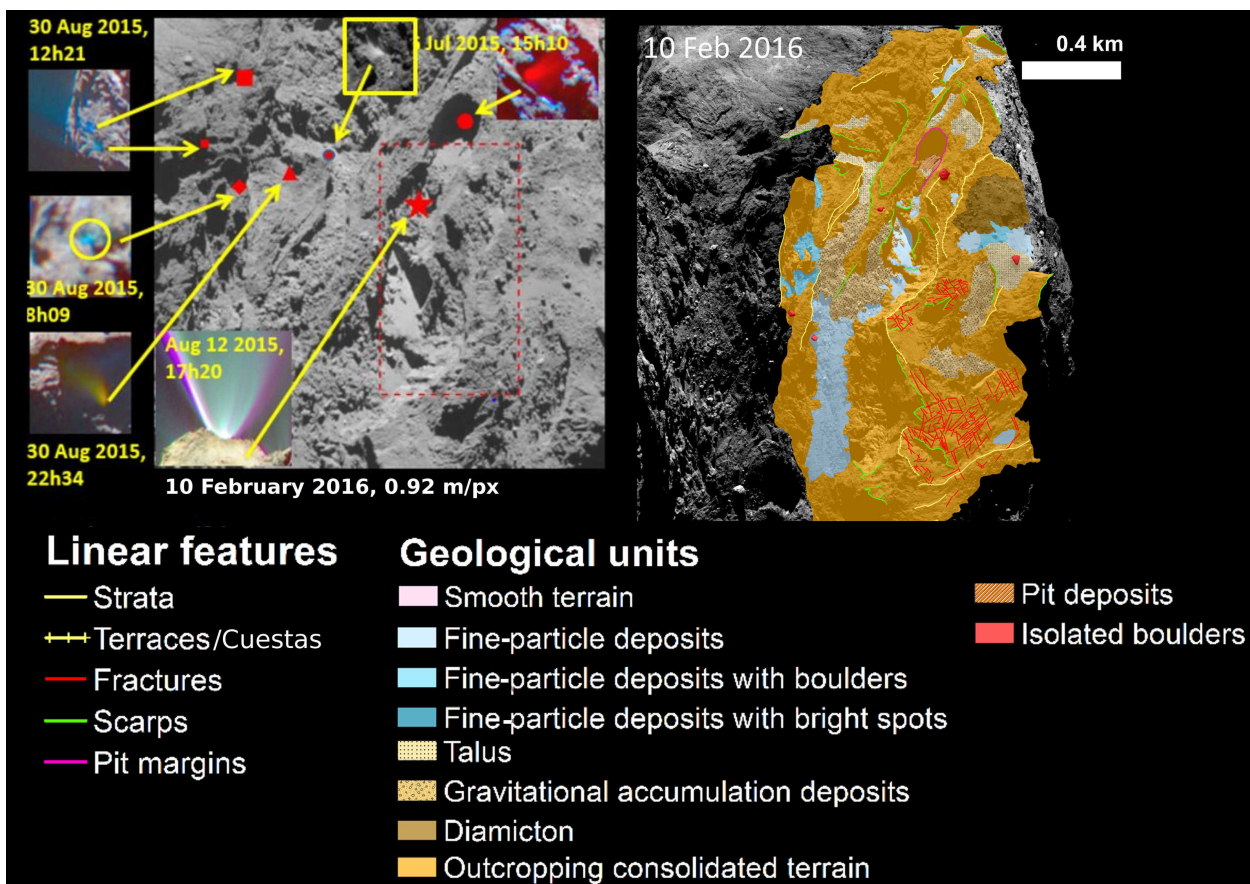 30 Aug 2015,
12h21
Jul 2015, 15h10
30 Aug 2015,
8h09
Aug 12 2015,
17h20
30 Aug 2015,
22h34
10 February 2016, 0.92 m/px
10 Feb 2016
0.4 km
Linear features
Strata
Terraces/Cuestas
Fractures
Scarps
Pit margins
Geological units
Smooth terrain
Fine-particle deposits
Fine-particle deposits with boulders
Fine-particle deposits with bright spots
Talus
Gravitational accumulation deposits
Diamicton
Outcropping consolidated terrain
Pit deposits
Isolated boulders